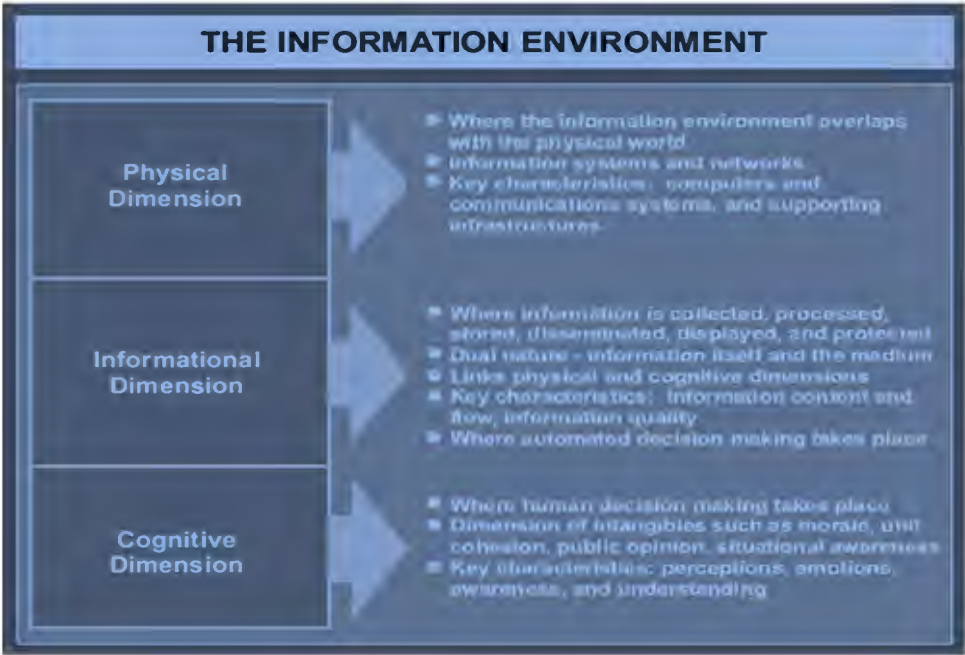 THE INFORMATION ENVIRONMENT
Physical
Dimension
Where the information environment overlaps
with the physical world
Information systems and networks
Key characteristics: computers and
communications systems, and supporting
infrastructures
Informational
Dimension
Where information is collected, processed,
stored, disseminated, displayed, and protected
Dual nature - information itself and the medium
Links physical and cognitive dimensions
Key characteristics: information content and
flow, information quality
Where automated decision making takes place
Cognitive
Dimension
Where human decision making takes place
Dimension of intangibles such as morale, unit
cohesion, public opinion, situational awareness
Key characteristics: perceptions, emotions,
awareness, and understanding